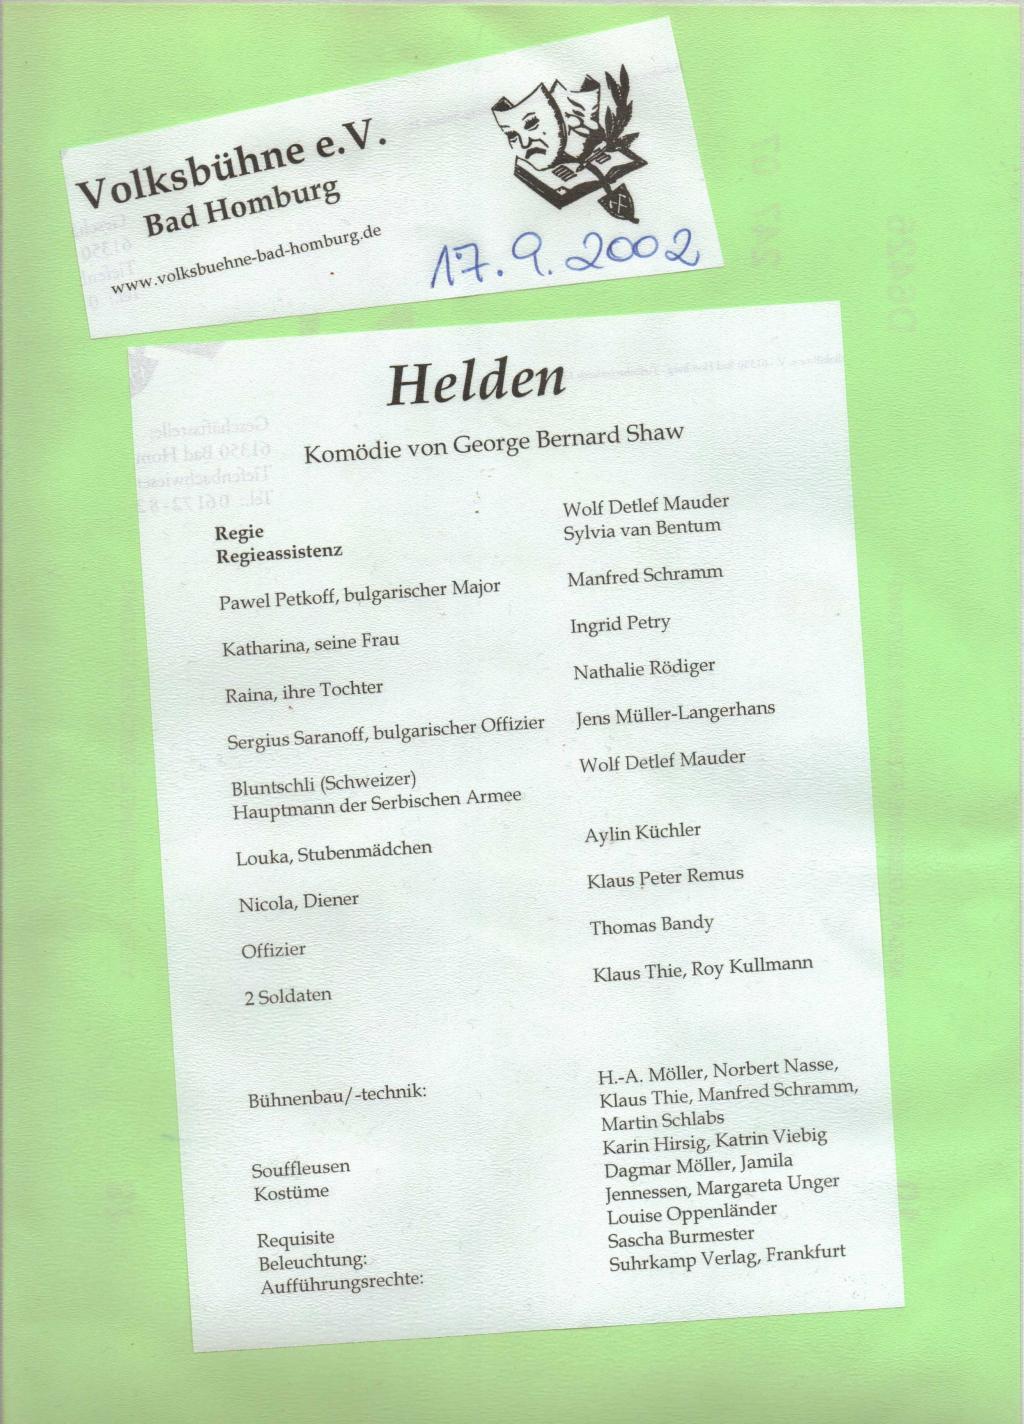 Volksbühne e.V.
Bad Homburg
www.volksbuehne-bad-homburg.de
17.9.2002
Helden
Komödie von George Bernard Shaw
Regie Wolf Detlef Mauder
Regieassistenz Sylvia van Bentum
Pawel Petkoff, bulgarischer Major Manfred Schramm
Katharina, seine Frau Ingrid Petry
Raina, ihre Tochter Nathalie Rödiger
Sergius Saranoff, bulgarischer Offizier Jens Müller-Langerhans
Bluntschli (Schweizer) Wolf Detlef Mauder
Hauptmann der Serbischen Armee
Louka, Stubenmädchen Aylin Küchler
Nicola, Diener Klaus Peter Remus
Offizier Thomas Bandy
2 Soldaten Klaus Thie, Roy Kullmann
Bühnenbau/-technik: H.-A. Möller, Norbert Nasse,
Klaus Thie, Manfred Schramm,
Martin Schlabs
Souffleusen Karin Hirsig, Katrin Viebig
Kostüme Dagmar Möller, Jamila
Jennessen, Margareta Unger
Requisite Louise Oppenländer
Beleuchtung: Sascha Burmester
Aufführungsrechte: Suhrkamp Verlag, Frankfurt